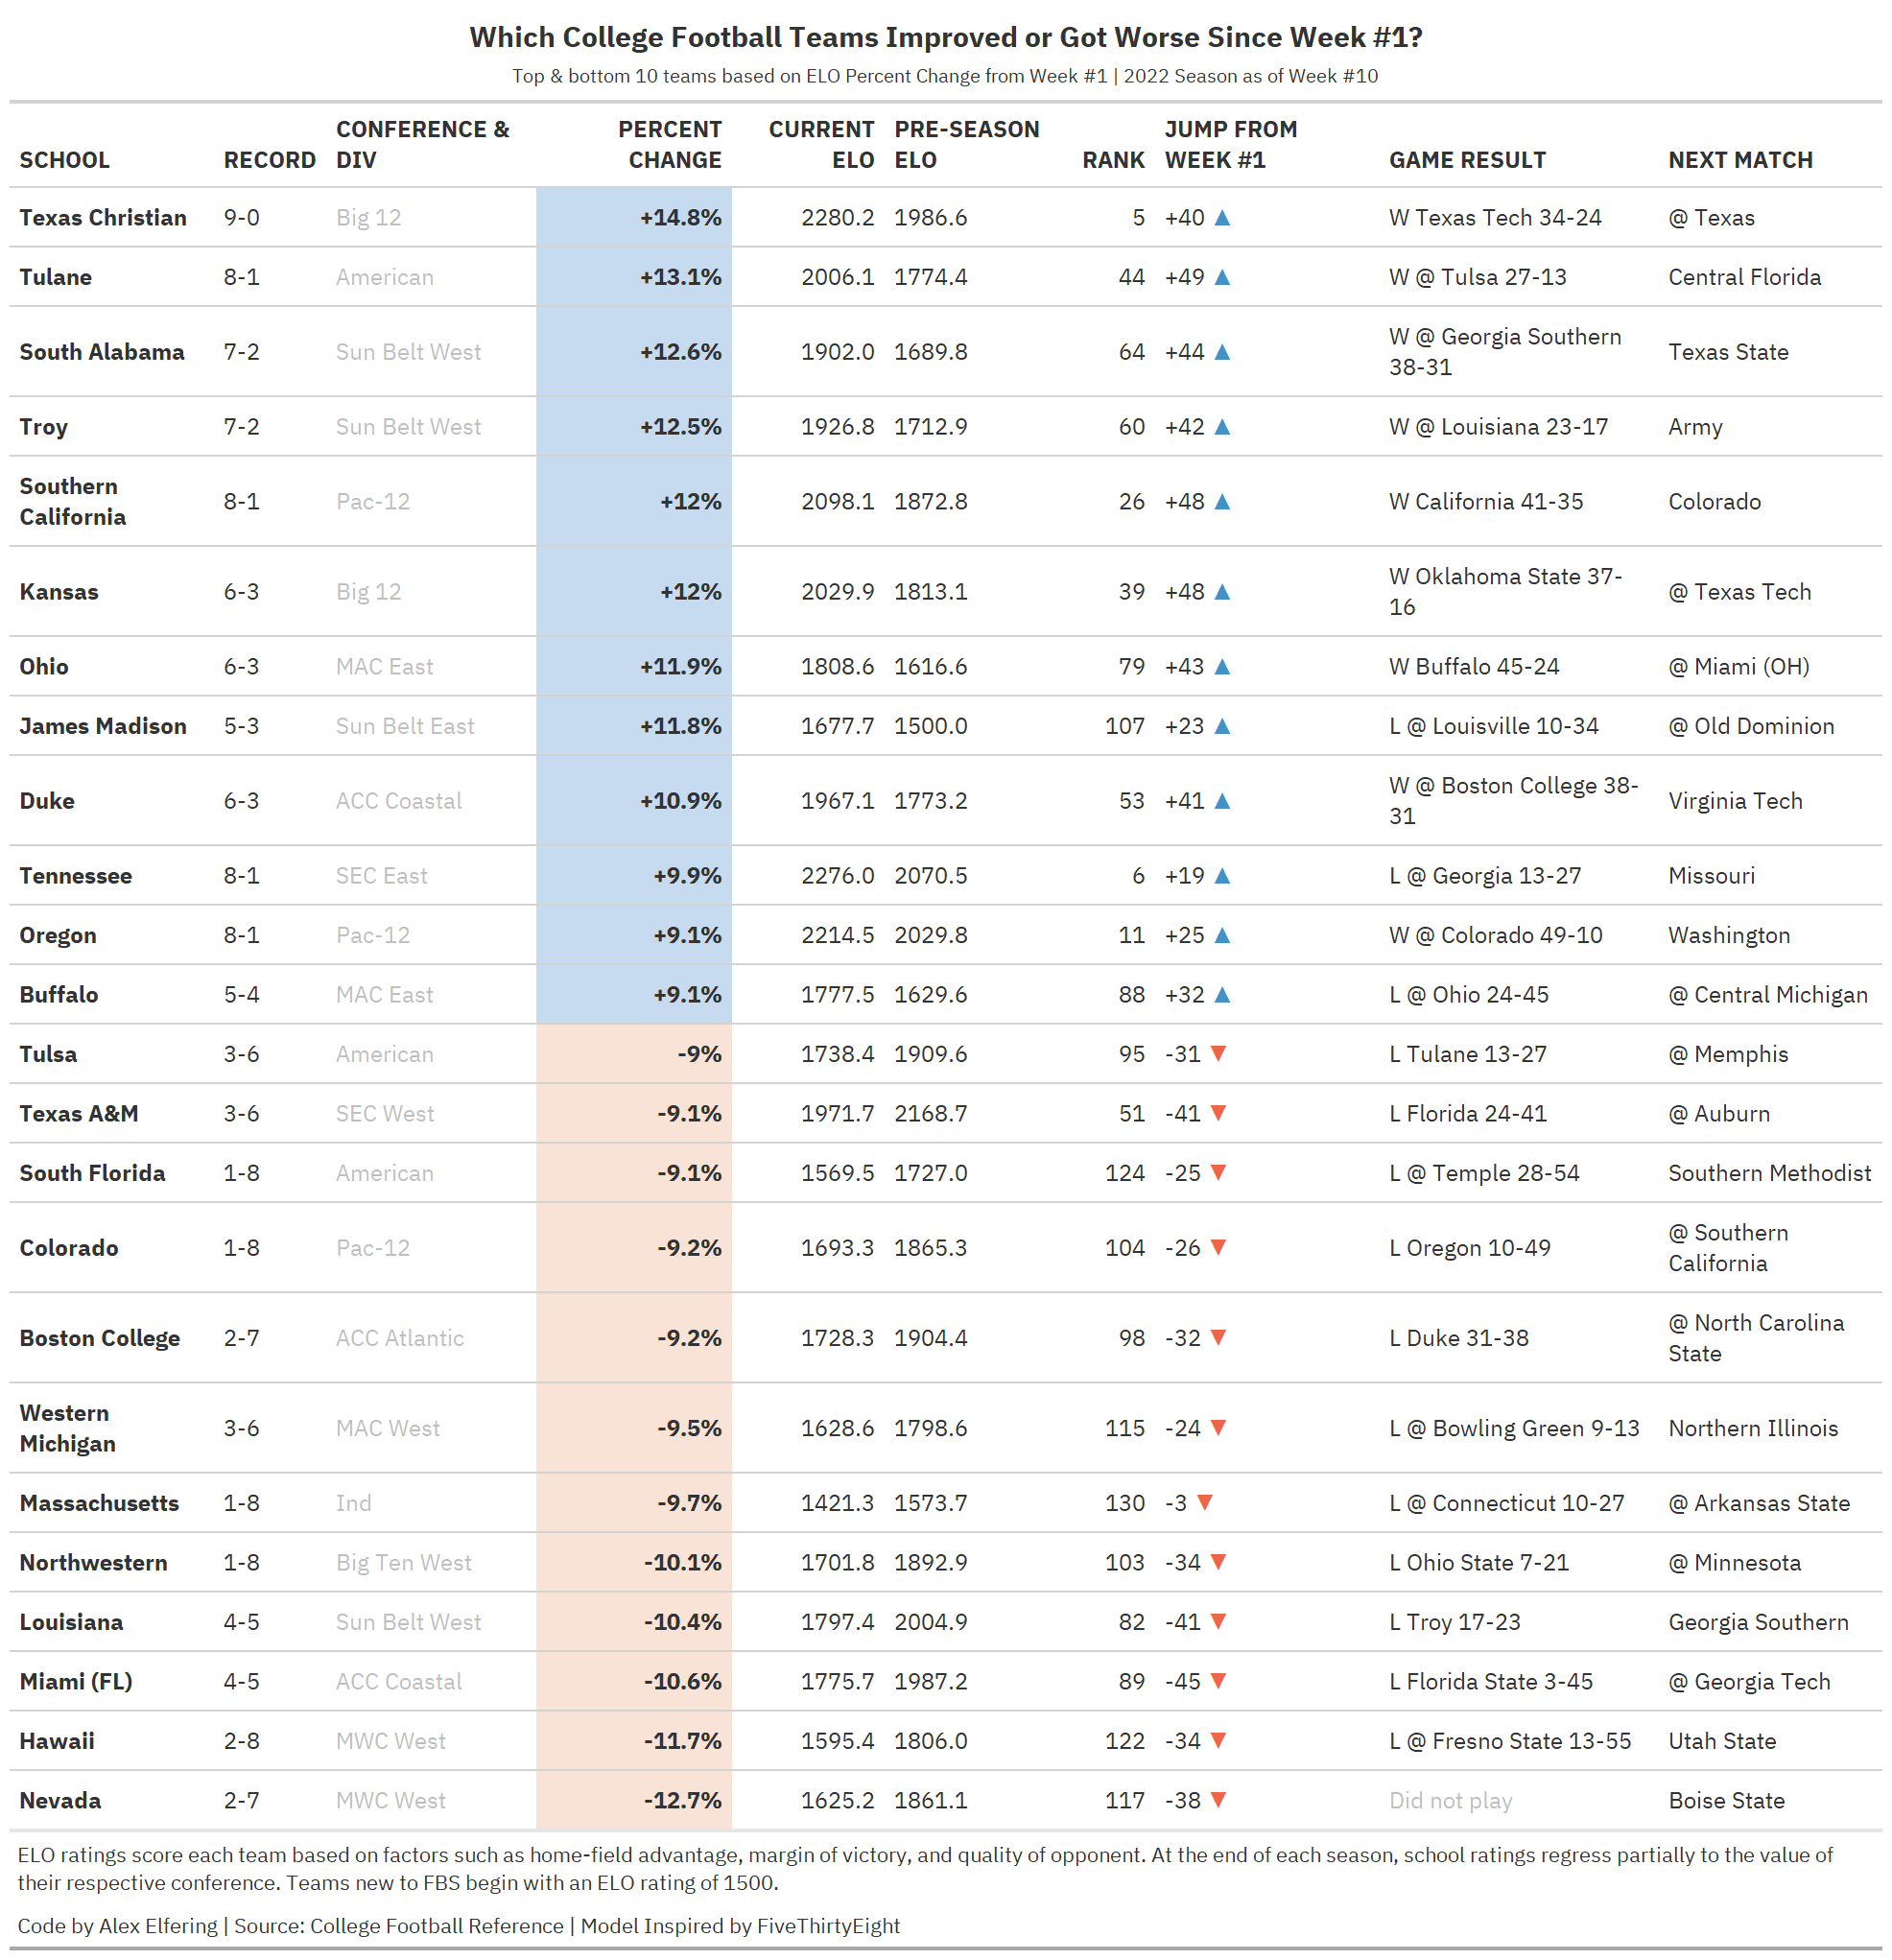 Which College Football Teams Improved or Got Worse Since Week #1?
Top & bottom 10 teams based on ELO Percent Change from Week #1 | 2022 Season as of Week #10
SCHOOL RECORD CONFERENCE & DIV PERCENT CHANGE CURRENT ELO PRE-SEASON ELO RANK JUMP FROM WEEK #1 GAME RESULT NEXT MATCH
Texas Christian 9-0 Big 12 +14.8% 2280.2 1986.6 5 +40 ▲ W Texas Tech 34-24 @ Texas
Tulane 8-1 American +13.1% 2006.1 1774.4 44 +49 ▲ W @ Tulsa 27-13 Central Florida
South Alabama 7-2 Sun Belt West +12.6% 1902.0 1689.8 64 +44 ▲ W @ Georgia Southern 38-31 Texas State
Troy 7-2 Sun Belt West +12.5% 1926.8 1712.9 60 +42 ▲ W @ Louisiana 23-17 Army
Southern California 8-1 Pac-12 +12% 2098.1 1872.8 26 +48 ▲ W California 41-35 Colorado
Kansas 6-3 Big 12 +12% 2029.9 1813.1 39 +48 ▲ W Oklahoma State 37-16 @ Texas Tech
Ohio 6-3 MAC East +11.9% 1808.6 1616.6 79 +43 ▲ W Buffalo 45-24 @ Miami (OH)
James Madison 5-3 Sun Belt East +11.8% 1677.7 1500.0 107 +23 ▲ L @ Louisville 10-34 @ Old Dominion
Duke 6-3 ACC Coastal +10.9% 1967.1 1773.2 53 +41 ▲ W @ Boston College 38-31 Virginia Tech
Tennessee 8-1 SEC East +9.9% 2276.0 2070.5 6 +19 ▲ L @ Georgia 13-27 Missouri
Oregon 8-1 Pac-12 +9.1% 2214.5 2029.8 11 +25 ▲ W @ Colorado 49-10 Washington
Buffalo 5-4 MAC East +9.1% 1777.5 1629.6 88 +32 ▲ L @ Ohio 24-45 @ Central Michigan
Tulsa 3-6 American -9% 1738.4 1909.6 95 -31 ▼ L Tulane 13-27 @ Memphis
Texas A&M 3-6 SEC West -9.1% 1971.7 2168.7 51 -41 ▼ L Florida 24-41 @ Auburn
South Florida 1-8 American -9.1% 1569.5 1727.0 124 -25 ▼ L @ Temple 28-54 Southern Methodist
Colorado 1-8 Pac-12 -9.2% 1693.3 1865.3 104 -26 ▼ L Oregon 10-49 @ Southern California
Boston College 2-7 ACC Atlantic -9.2% 1728.3 1904.4 98 -32 ▼ L Duke 31-38 @ North Carolina State
Western Michigan 3-6 MAC West -9.5% 1628.6 1798.6 115 -24 ▼ L @ Bowling Green 9-13 Northern Illinois
Massachusetts 1-8 Ind -9.7% 1421.3 1573.7 130 -3 ▼ L @ Connecticut 10-27 @ Arkansas State
Northwestern 1-8 Big Ten West -10.1% 1701.8 1892.9 103 -34 ▼ L Ohio State 7-21 @ Minnesota
Louisiana 4-5 Sun Belt West -10.4% 1797.4 2004.9 82 -41 ▼ L Troy 17-23 Georgia Southern
Miami (FL) 4-5 ACC Coastal -10.6% 1775.7 1987.2 89 -45 ▼ L Florida State 3-45 @ Georgia Tech
Hawaii 2-8 MWC West -11.7% 1595.4 1806.0 122 -34 ▼ L @ Fresno State 13-55 Utah State
Nevada 2-7 MWC West -12.7% 1625.2 1861.1 117 -38 ▼ Did not play Boise State
ELO ratings score each team based on factors such as home-field advantage, margin of victory, and quality of opponent. At the end of each season, school ratings regress partially to the value of
their respective conference. Teams new to FBS begin with an ELO rating of 1500.
Code by Alex Elfering | Source: College Football Reference | Model Inspired by FiveThirtyEight